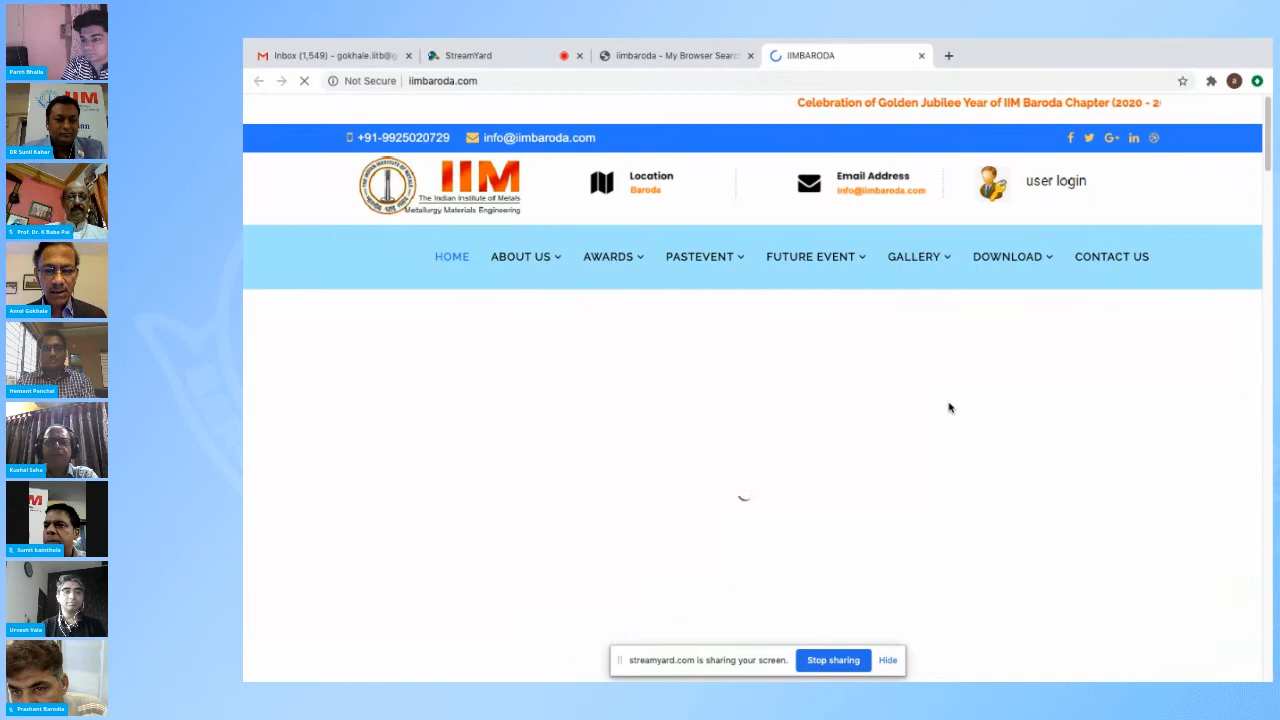 Parth Bhalla
DR Sunil Kahar
Prof. Dr. K Baba Pai
Amol Gokhale
Hemant Panchal
Kushal Saha
Sumit kainthola
Urvesh Vala
Prashant Barsolia
Inbox (1,549) - gokhale.iitb@g
StreamYard
iimbaroda - My Browser Searc
IIMBARODA
Not Secure
iimbaroda.com
Celebration of Golden Jubilee Year of IIM Baroda Chapter (2020 - 2
+91-9925020729
info@iimbaroda.com
IIM
The Indian Institute of Metals
Metallurgy Materials Engineering
Location
Baroda
Email Address
info@iimbaroda.com
user login
HOME
ABOUT US
AWARDS
PASTEVENT
FUTURE EVENT
GALLERY
DOWNLOAD
CONTACT US
streamyard.com is sharing your screen.
Stop sharing
Hide